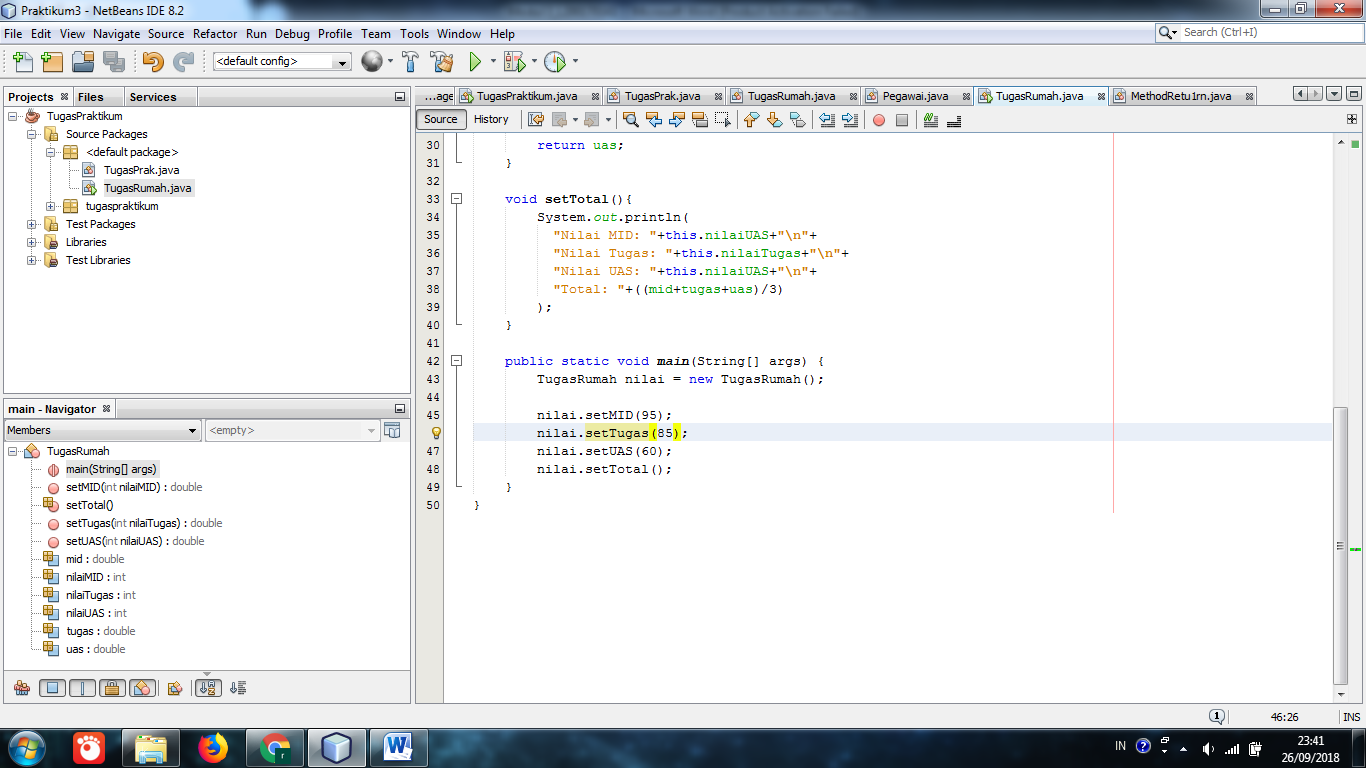 Praktikum3 - NetBeans IDE 8.2
File Edit View Navigate Source Refactor Run Debug Profile Team Tools Window Help
Search (Ctrl+I)
<default config>
Projects Files Services
TugasPraktikum
Source Packages
<default package>
TugasPrak.java
TugasRumah.java
tugaspraktikum
Test Packages
Libraries
Test Libraries
main - Navigator
Members <empty>
TugasRumah
main(String[] args)
setMID(int nilaiMID) : double
setTotal()
setTugas(int nilaiTugas) : double
setUAS(int nilaiUAS) : double
mid : double
nilaiMID : int
nilaiTugas : int
nilaiUAS : int
tugas : double
uas : double
...age TugasPraktikum.java TugasPrak.java TugasRumah.java Pegawai.java TugasRumah.java MethodRetu1rn.java
Source History
30 return uas;
31 }
32
33 void setTotal(){
34 System.out.println(
35 "Nilai MID: "+this.nilaiUAS+"\n"+
36 "Nilai Tugas: "+this.nilaiTugas+"\n"+
37 "Nilai UAS: "+this.nilaiUAS+"\n"+
38 "Total: "+((mid+tugas+uas)/3)
39 );
40 }
41
42 public static void main(String[] args) {
43 TugasRumah nilai = new TugasRumah();
44
45 nilai.setMID(95);
nilai.setTugas(85);
47 nilai.setUAS(60);
48 nilai.setTotal();
49 }
50 }
1 46:26 INS
IN 23:41
26/09/2018